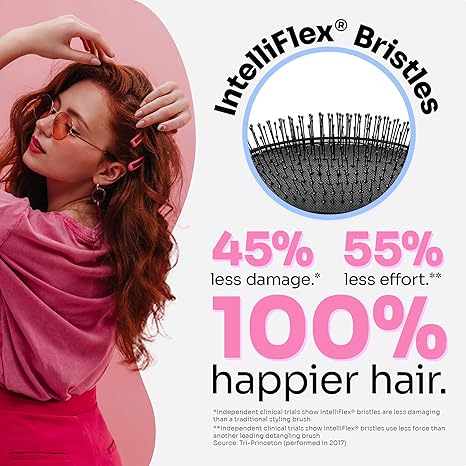 IntelliFlex® Bristles
45% 55%
less damage.* less effort.**
100%
happier hair.
*Independent clinical trials show IntelliFlex® bristles are less damaging
than a traditional styling brush
**Independent clinical trials show IntelliFlex® bristles use less force than
another leading detangling brush
Source: Tri-Princeton (performed in 2017)